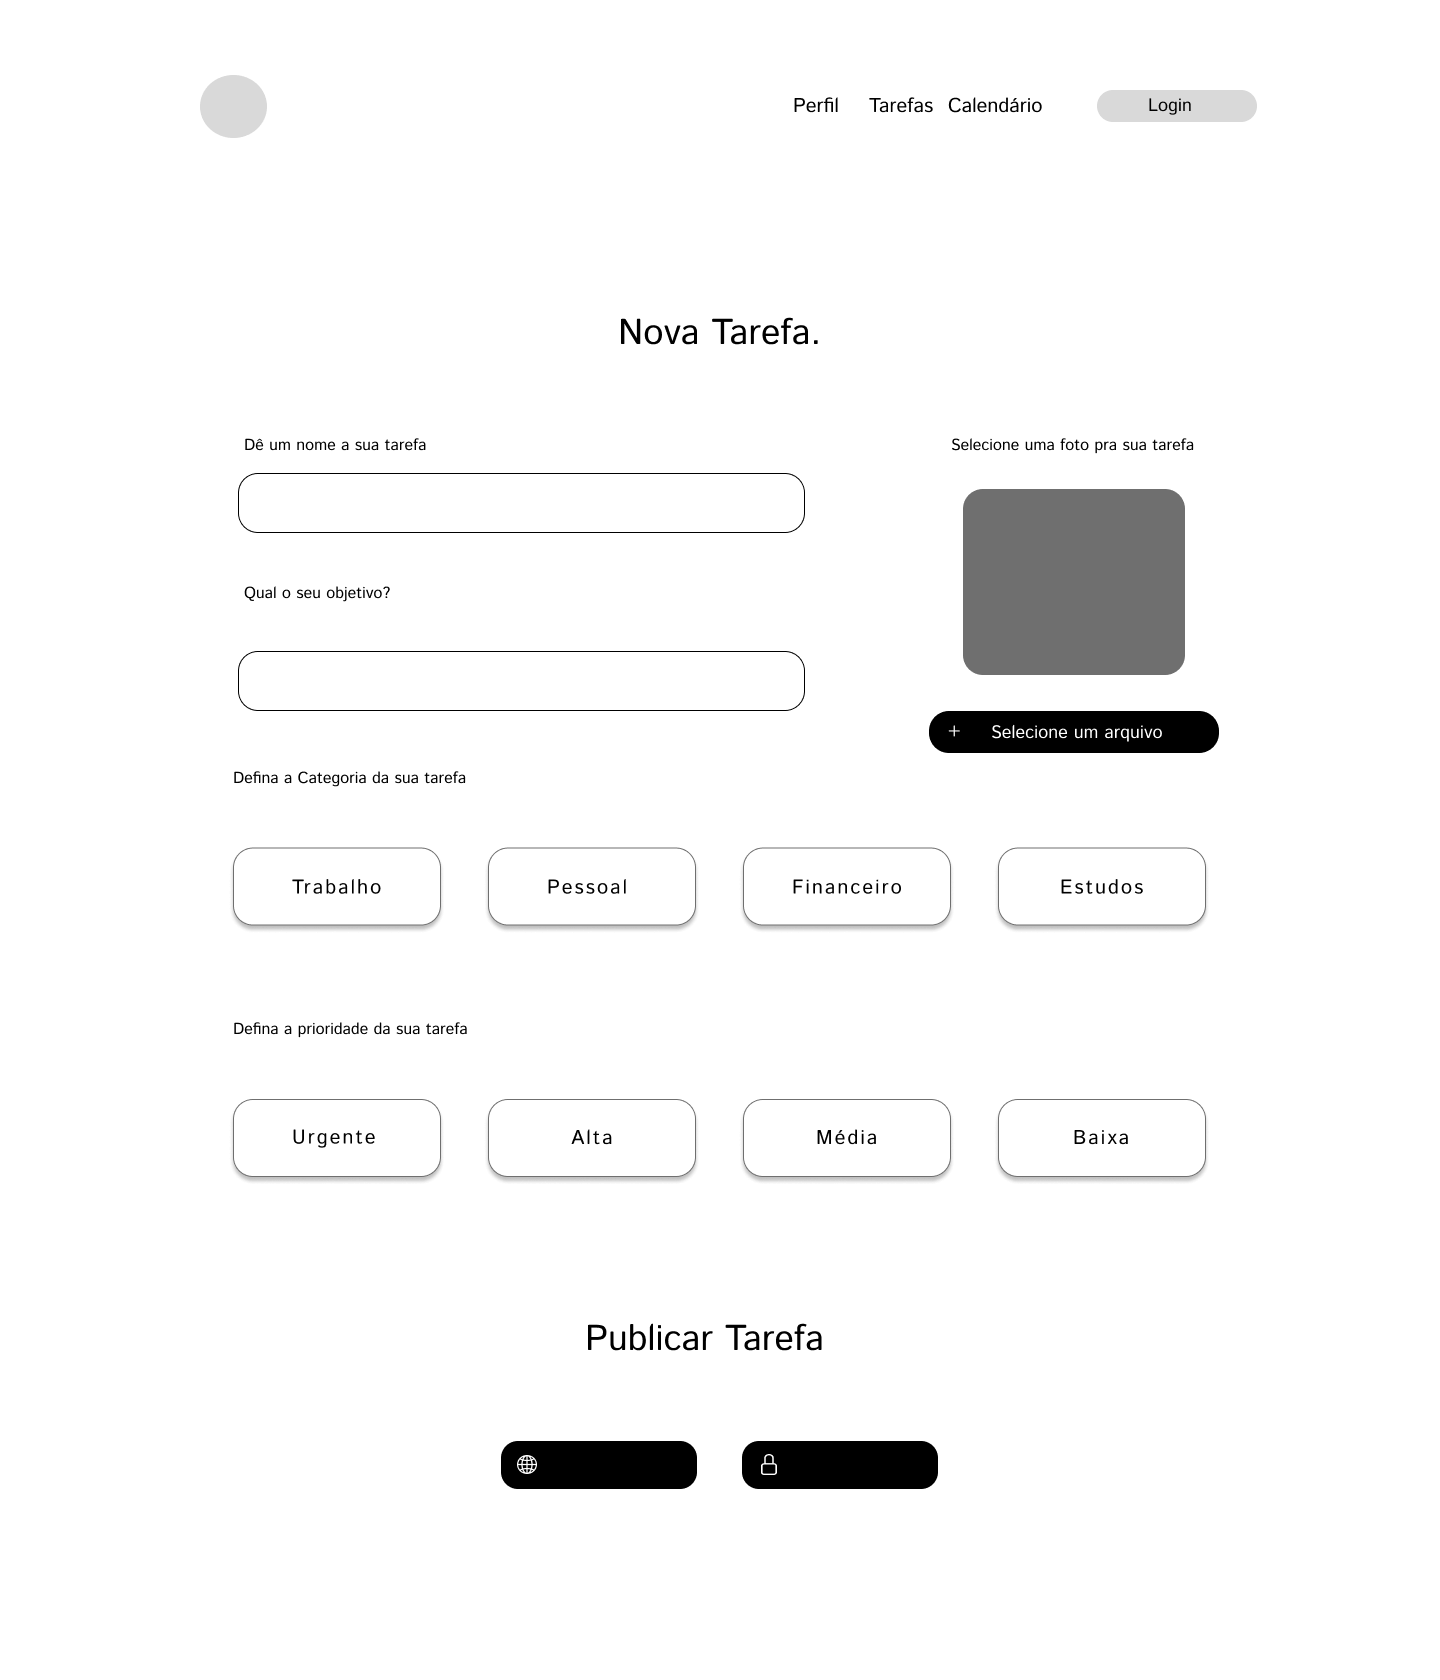 Perfil Tarefas Calendário Login
Nova Tarefa.
Dê um nome a sua tarefa
Selecione uma foto pra sua tarefa
Qual o seu objetivo?
+ Selecione um arquivo
Defina a Categoria da sua tarefa
Trabalho Pessoal Financeiro Estudos
Defina a prioridade da sua tarefa
Urgente Alta Média Baixa
Publicar Tarefa